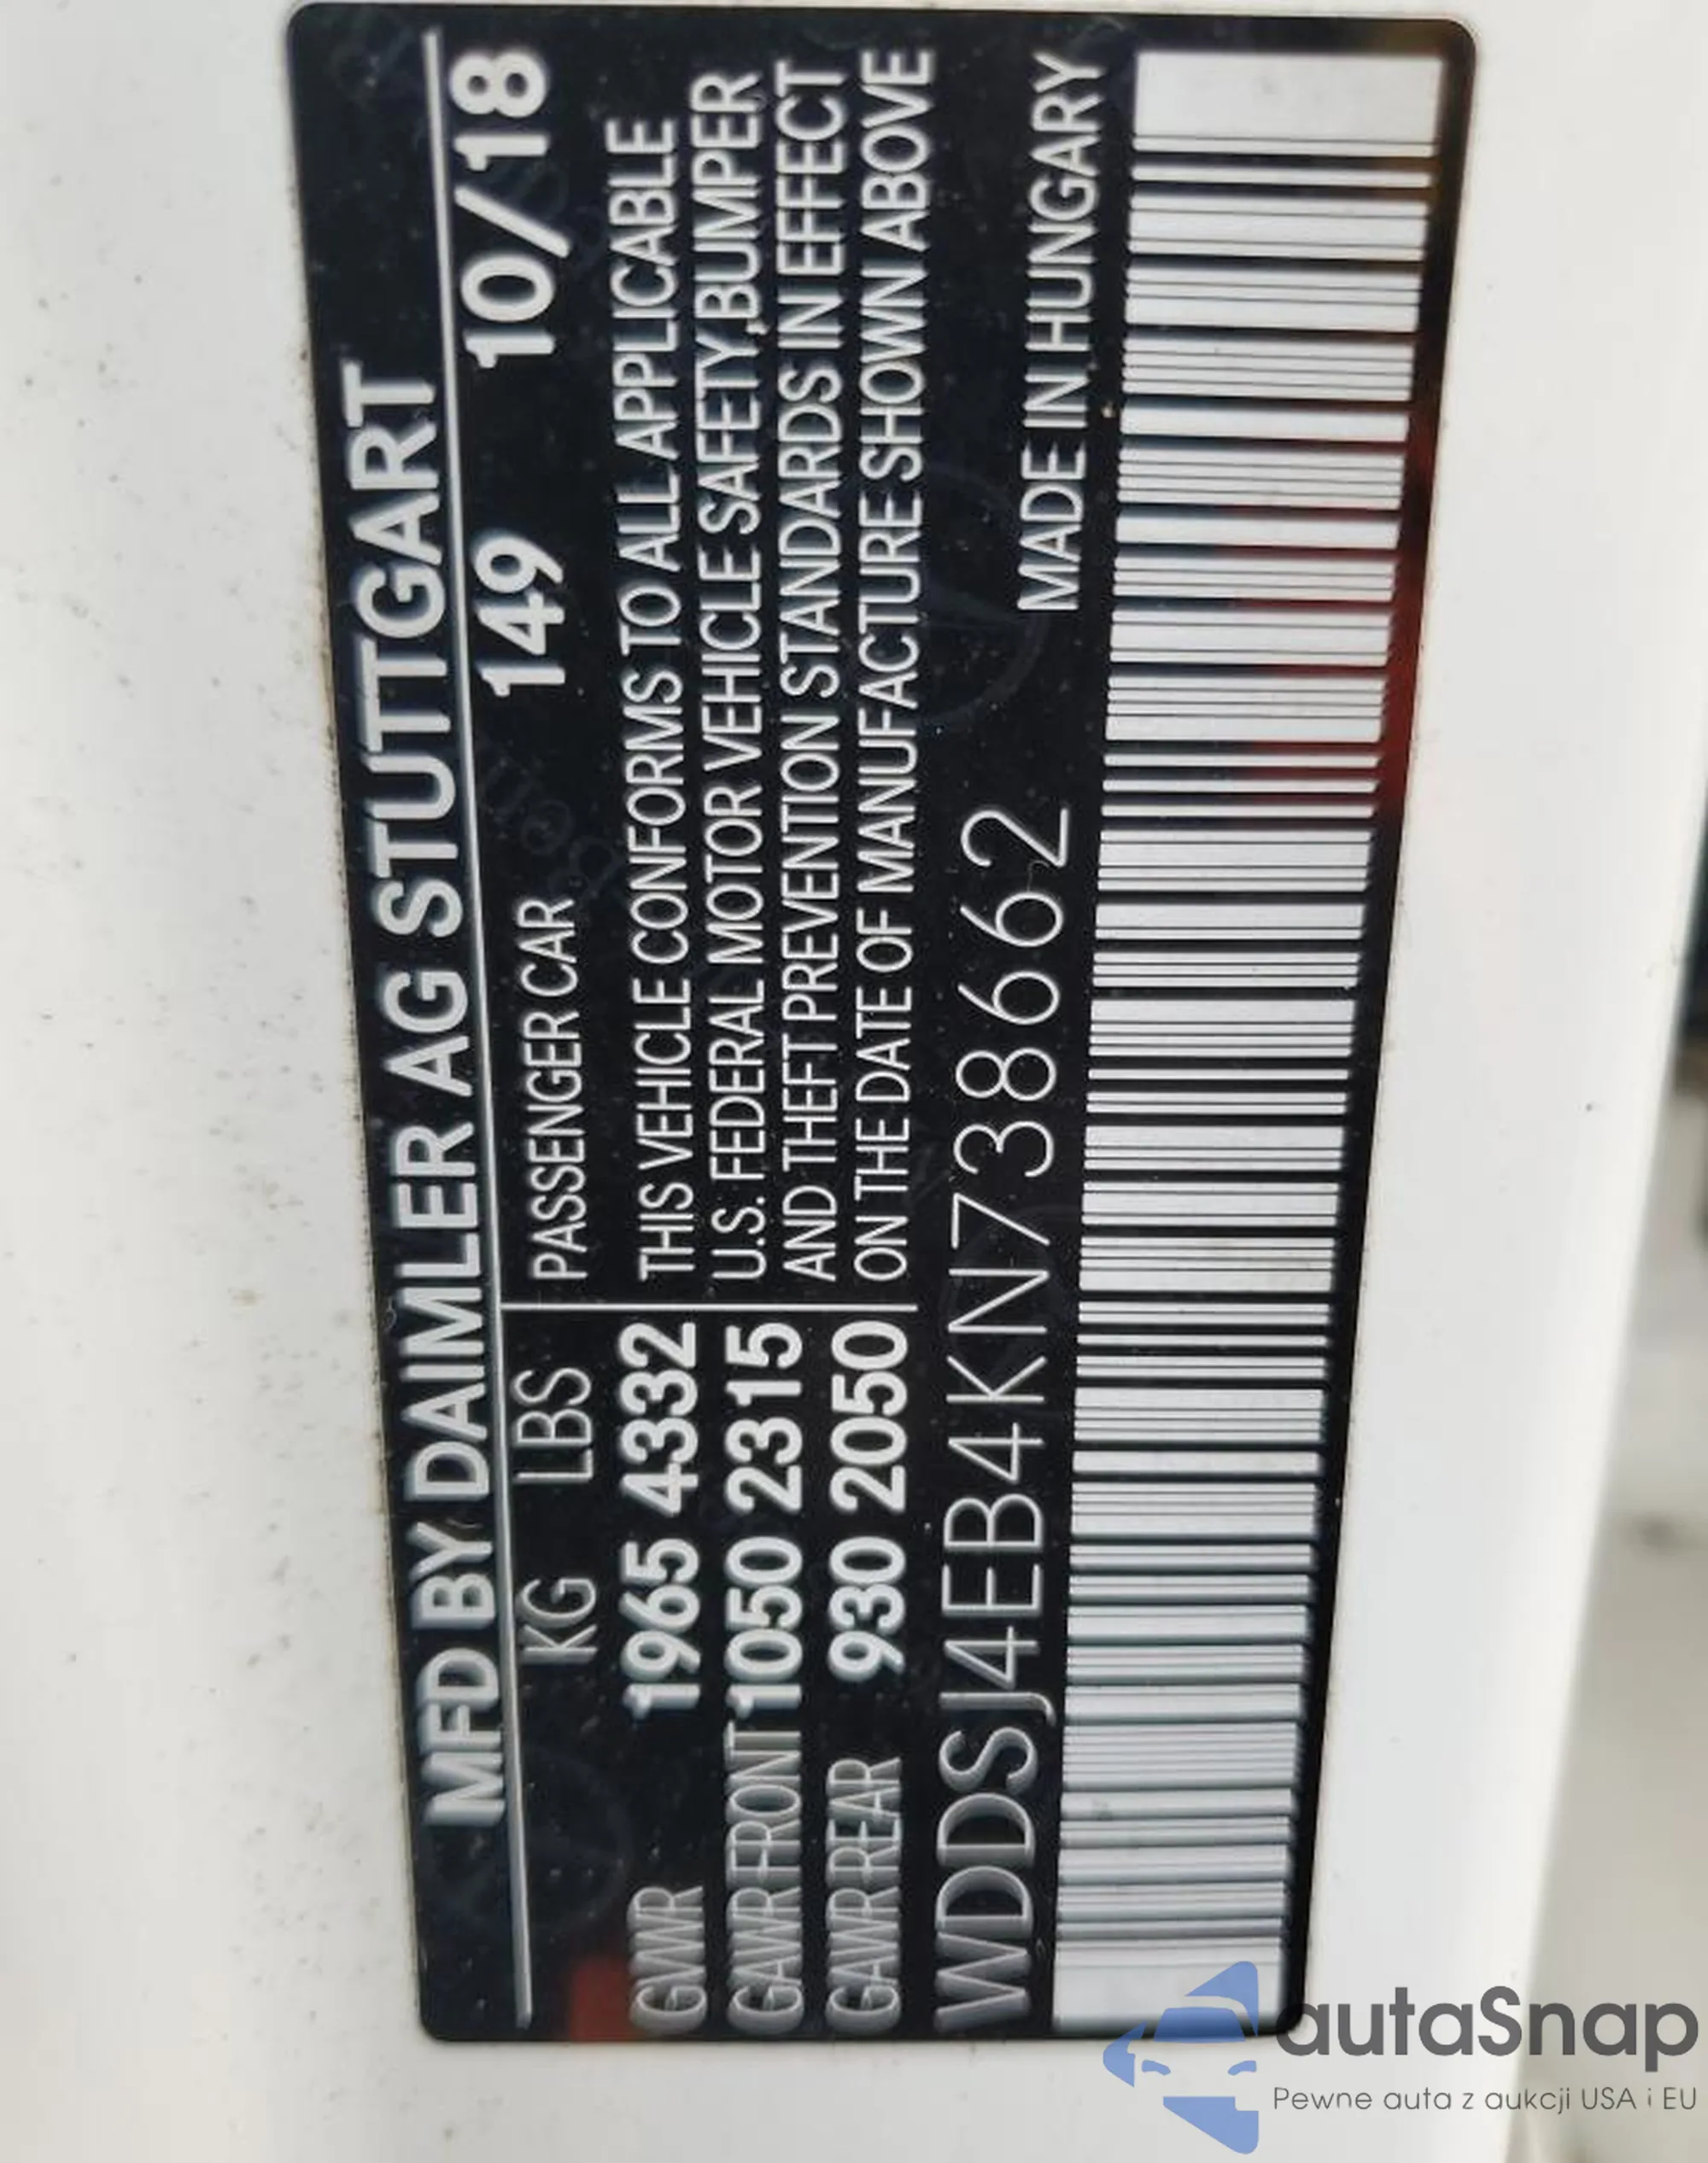 MFD BY DAIMLER AG STUTTGART
KG LBS PASSENGER CAR 149 10/18
GVWR 1965 4332 THIS VEHICLE CONFORMS TO ALL APPLICABLE
U.S. FEDERAL MOTOR VEHICLE SAFETY,BUMPER
GAWR FRONT 1050 2315 AND THEFT PREVENTION STANDARDS IN EFFECT
GAWR REAR 930 2050 ON THE DATE OF MANUFACTURE SHOWN ABOVE
WDDSJ4EB4KN738662 MADE IN HUNGARY
autaSnap
Pewne auta z aukcji USA i EU